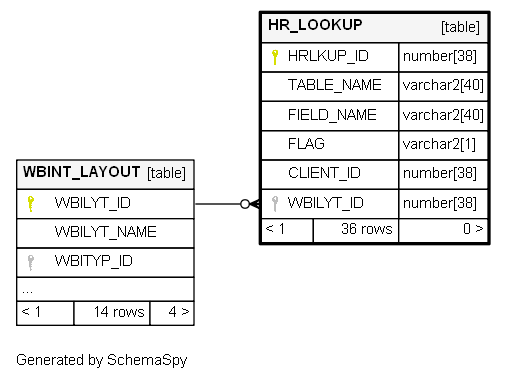 HR_LOOKUP [table]
HRLKUP_ID number[38]
TABLE_NAME varchar2[40]
FIELD_NAME varchar2[40]
FLAG varchar2[1]
CLIENT_ID number[38]
WBILYT_ID number[38]
< 1 36 rows 0 >
WBINT_LAYOUT [table]
WBILYT_ID
WBILYT_NAME
WBITYP_ID
...
< 1 14 rows 4 >
Generated by SchemaSpy